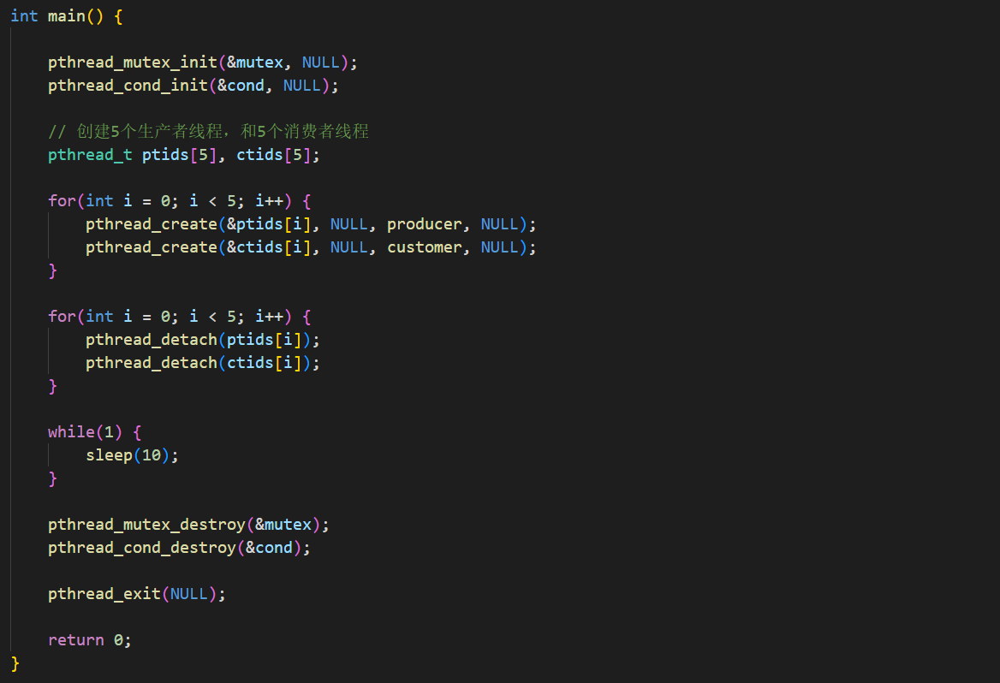 int main() {
pthread_mutex_init(&mutex, NULL);
pthread_cond_init(&cond, NULL);
// 创建5个生产者线程，和5个消费者线程
pthread_t ptids[5], ctids[5];
for(int i = 0; i < 5; i++) {
pthread_create(&ptids[i], NULL, producer, NULL);
pthread_create(&ctids[i], NULL, customer, NULL);
}
for(int i = 0; i < 5; i++) {
pthread_detach(ptids[i]);
pthread_detach(ctids[i]);
}
while(1) {
sleep(10);
}
pthread_mutex_destroy(&mutex);
pthread_cond_destroy(&cond);
pthread_exit(NULL);
return 0;
}